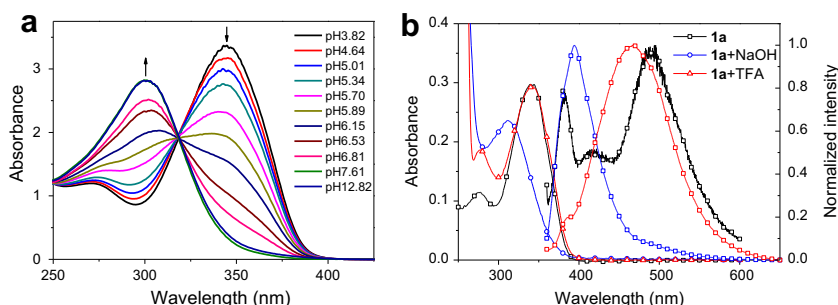 a
Absorbance
3
2
1
0
250
300
350
400
Wavelength (nm)
pH3.82
pH4.64
pH5.01
pH5.34
pH5.70
pH5.89
pH6.15
pH6.53
pH6.81
pH7.61
pH12.82
b
Absorbance
0.4
0.3
0.2
0.1
0.0
300
400
500
600
Wavelength (nm)
1a
1a+NaOH
1a+TFA
1.0
0.8
0.6
0.4
0.2
0.0
Normalized intensity